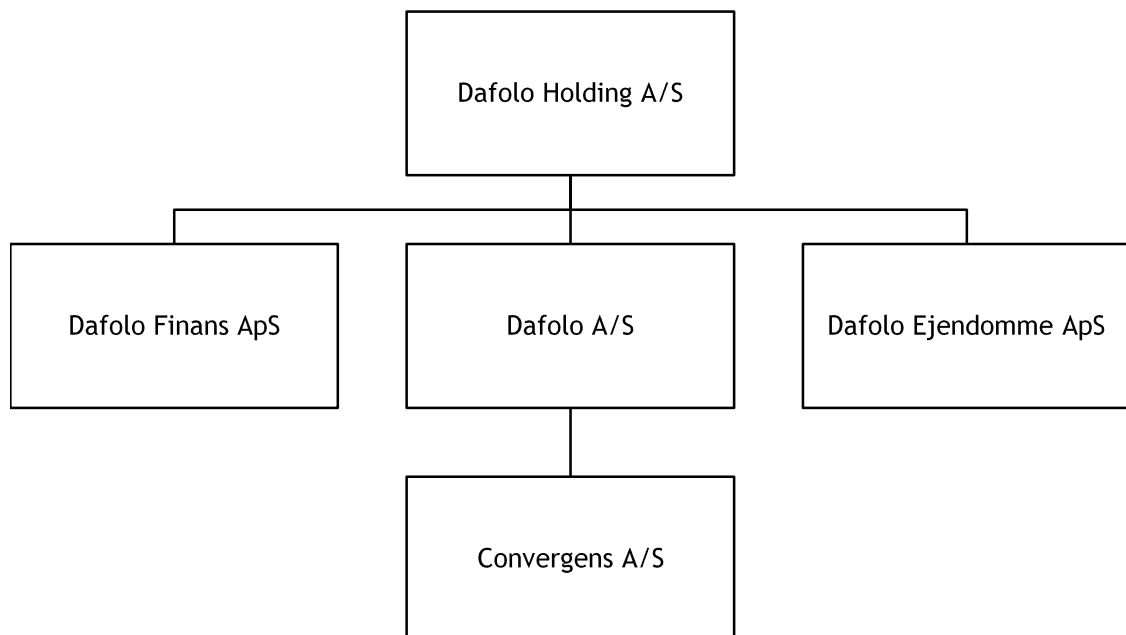 Dafolo Holding A/S
Dafolo Finans ApS
Dafolo A/S
Dafolo Ejendomme ApS
Convergens A/S